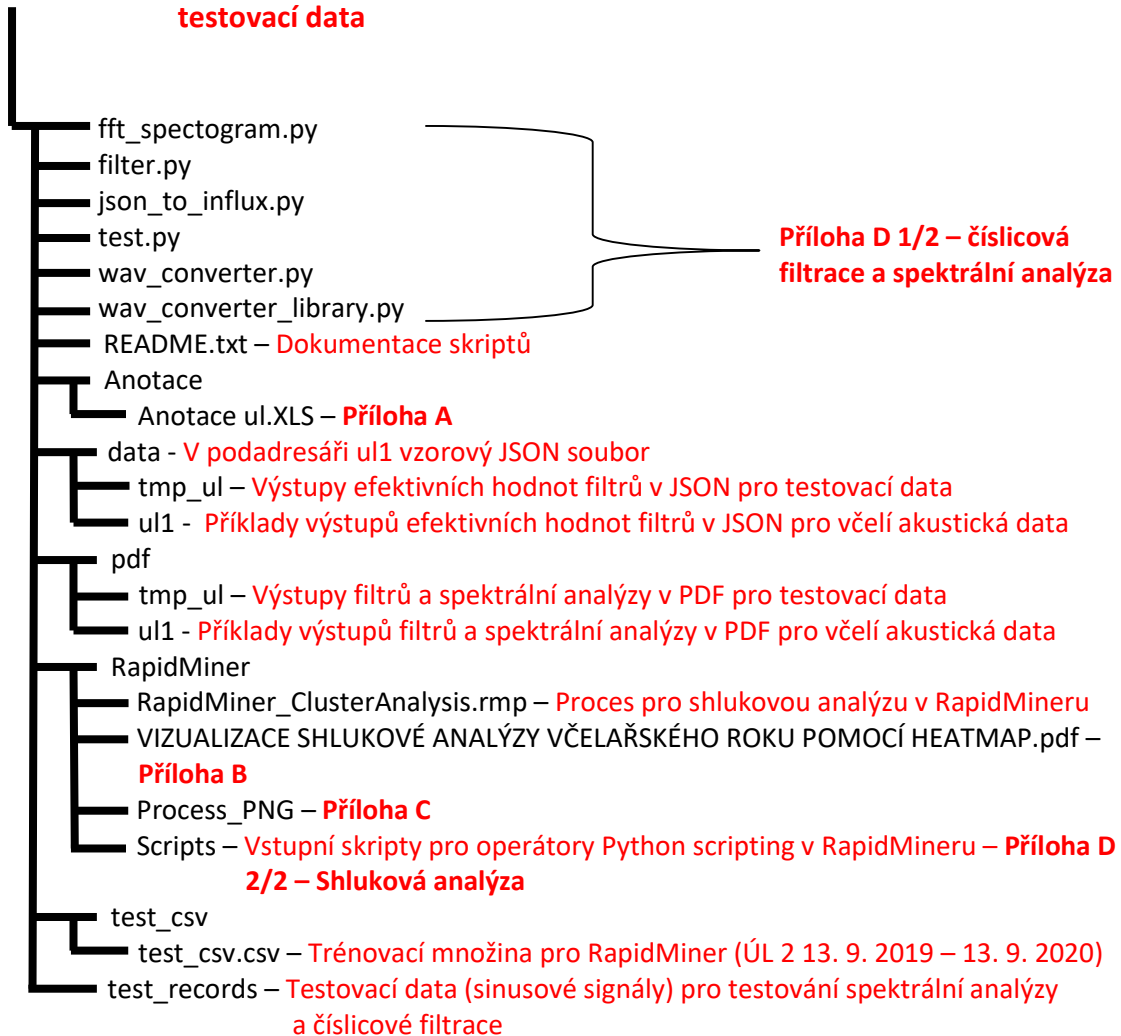 testovací data
fft_spectogram.py
filter.py
json_to_influx.py
test.py
wav_converter.py
wav_converter_library.py
Příloha D 1/2 – číslicová
filtrace a spektrální analýza
README.txt – Dokumentace skriptů
Anotace
Anotace ul.XLS – Příloha A
data - V podadresáři ul1 vzorový JSON soubor
tmp_ul – Výstupy efektivních hodnot filtrů v JSON pro testovací data
ul1 - Příklady výstupů efektivních hodnot filtrů v JSON pro včelí akustická data
pdf
tmp_ul – Výstupy filtrů a spektrální analýzy v PDF pro testovací data
ul1 - Příklady výstupů filtrů a spektrální analýzy v PDF pro včelí akustická data
RapidMiner
RapidMiner_ClusterAnalysis.rmp – Proces pro shlukovou analýzu v RapidMineru
VIZUALIZACE SHLUKOVÉ ANALÝZY VČELAŘSKÉHO ROKU POMOCÍ HEATMAP.pdf –
Příloha B
Process_PNG – Příloha C
Scripts – Vstupní skripty pro operátory Python scripting v RapidMineru – Příloha D
2/2 – Shluková analýza
test_csv
test_csv.csv – Trénovací množina pro RapidMiner (ÚL 2 13. 9. 2019 – 13. 9. 2020)
test_records – Testovací data (sinusové signály) pro testování spektrální analýzy
a číslicové filtrace